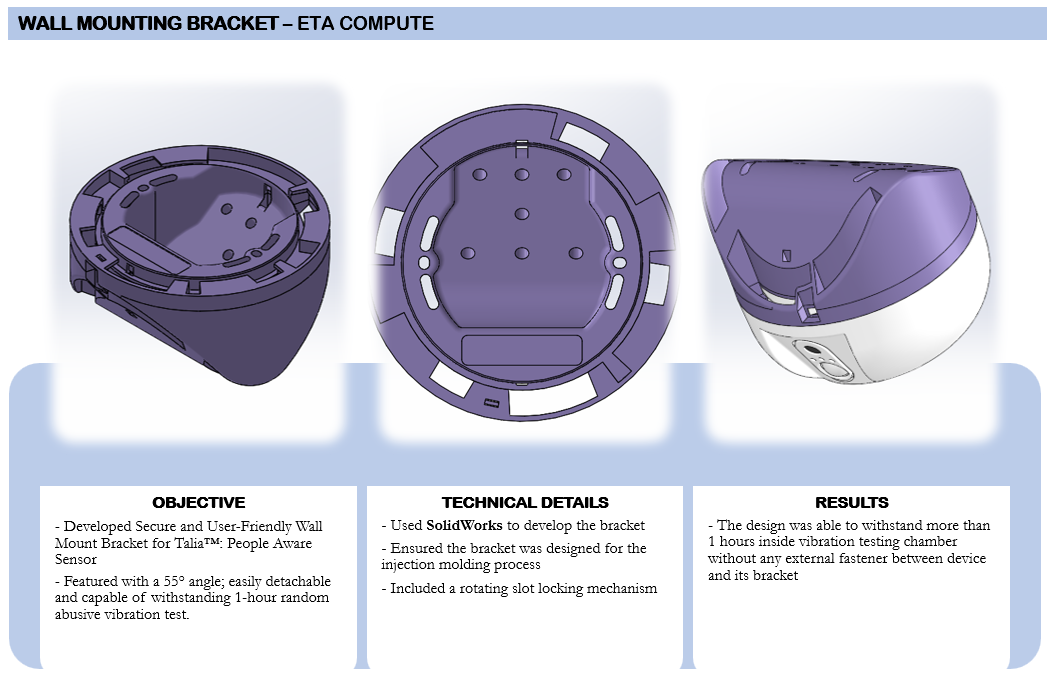 WALL MOUNTING BRACKET – ETA COMPUTE
OBJECTIVE
- Developed Secure and User-Friendly Wall
Mount Bracket for Talia™: People Aware
Sensor
- Featured with a 55° angle; easily detachable
and capable of withstanding 1-hour random
abusive vibration test.
TECHNICAL DETAILS
- Used SolidWorks to develop the bracket
- Ensured the bracket was designed for the
injection molding process
- Included a rotating slot locking mechanism
RESULTS
- The design was able to withstand more than
1 hours inside vibration testing chamber
without any external fastener between device
and its bracket